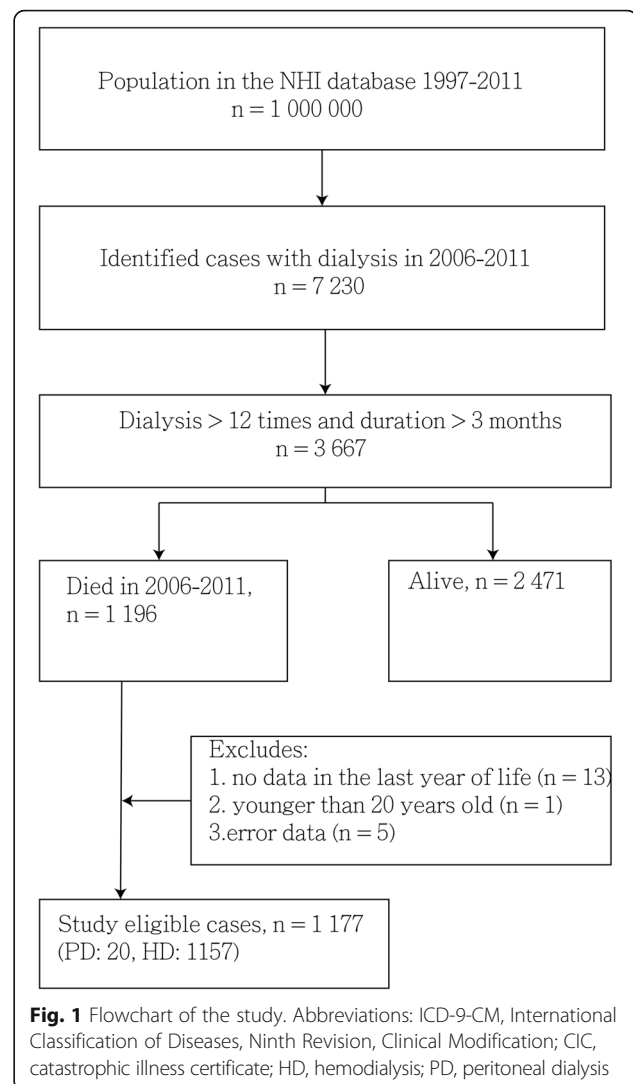 Population in the NHI database 1997-2011
n = 1 000 000
Identified cases with dialysis in 2006-2011
n = 7 230
Dialysis > 12 times and duration > 3 months
n = 3 667
Died in 2006-2011,
n = 1 196
Alive, n = 2 471
Excludes:
1. no data in the last year of life (n = 13)
2. younger than 20 years old (n = 1)
3.error data (n = 5)
Study eligible cases, n = 1 177
(PD: 20, HD: 1157)
Fig. 1 Flowchart of the study. Abbreviations: ICD-9-CM, International
Classification of Diseases, Ninth Revision, Clinical Modification; CIC,
catastrophic illness certificate; HD, hemodialysis; PD, peritoneal dialysis